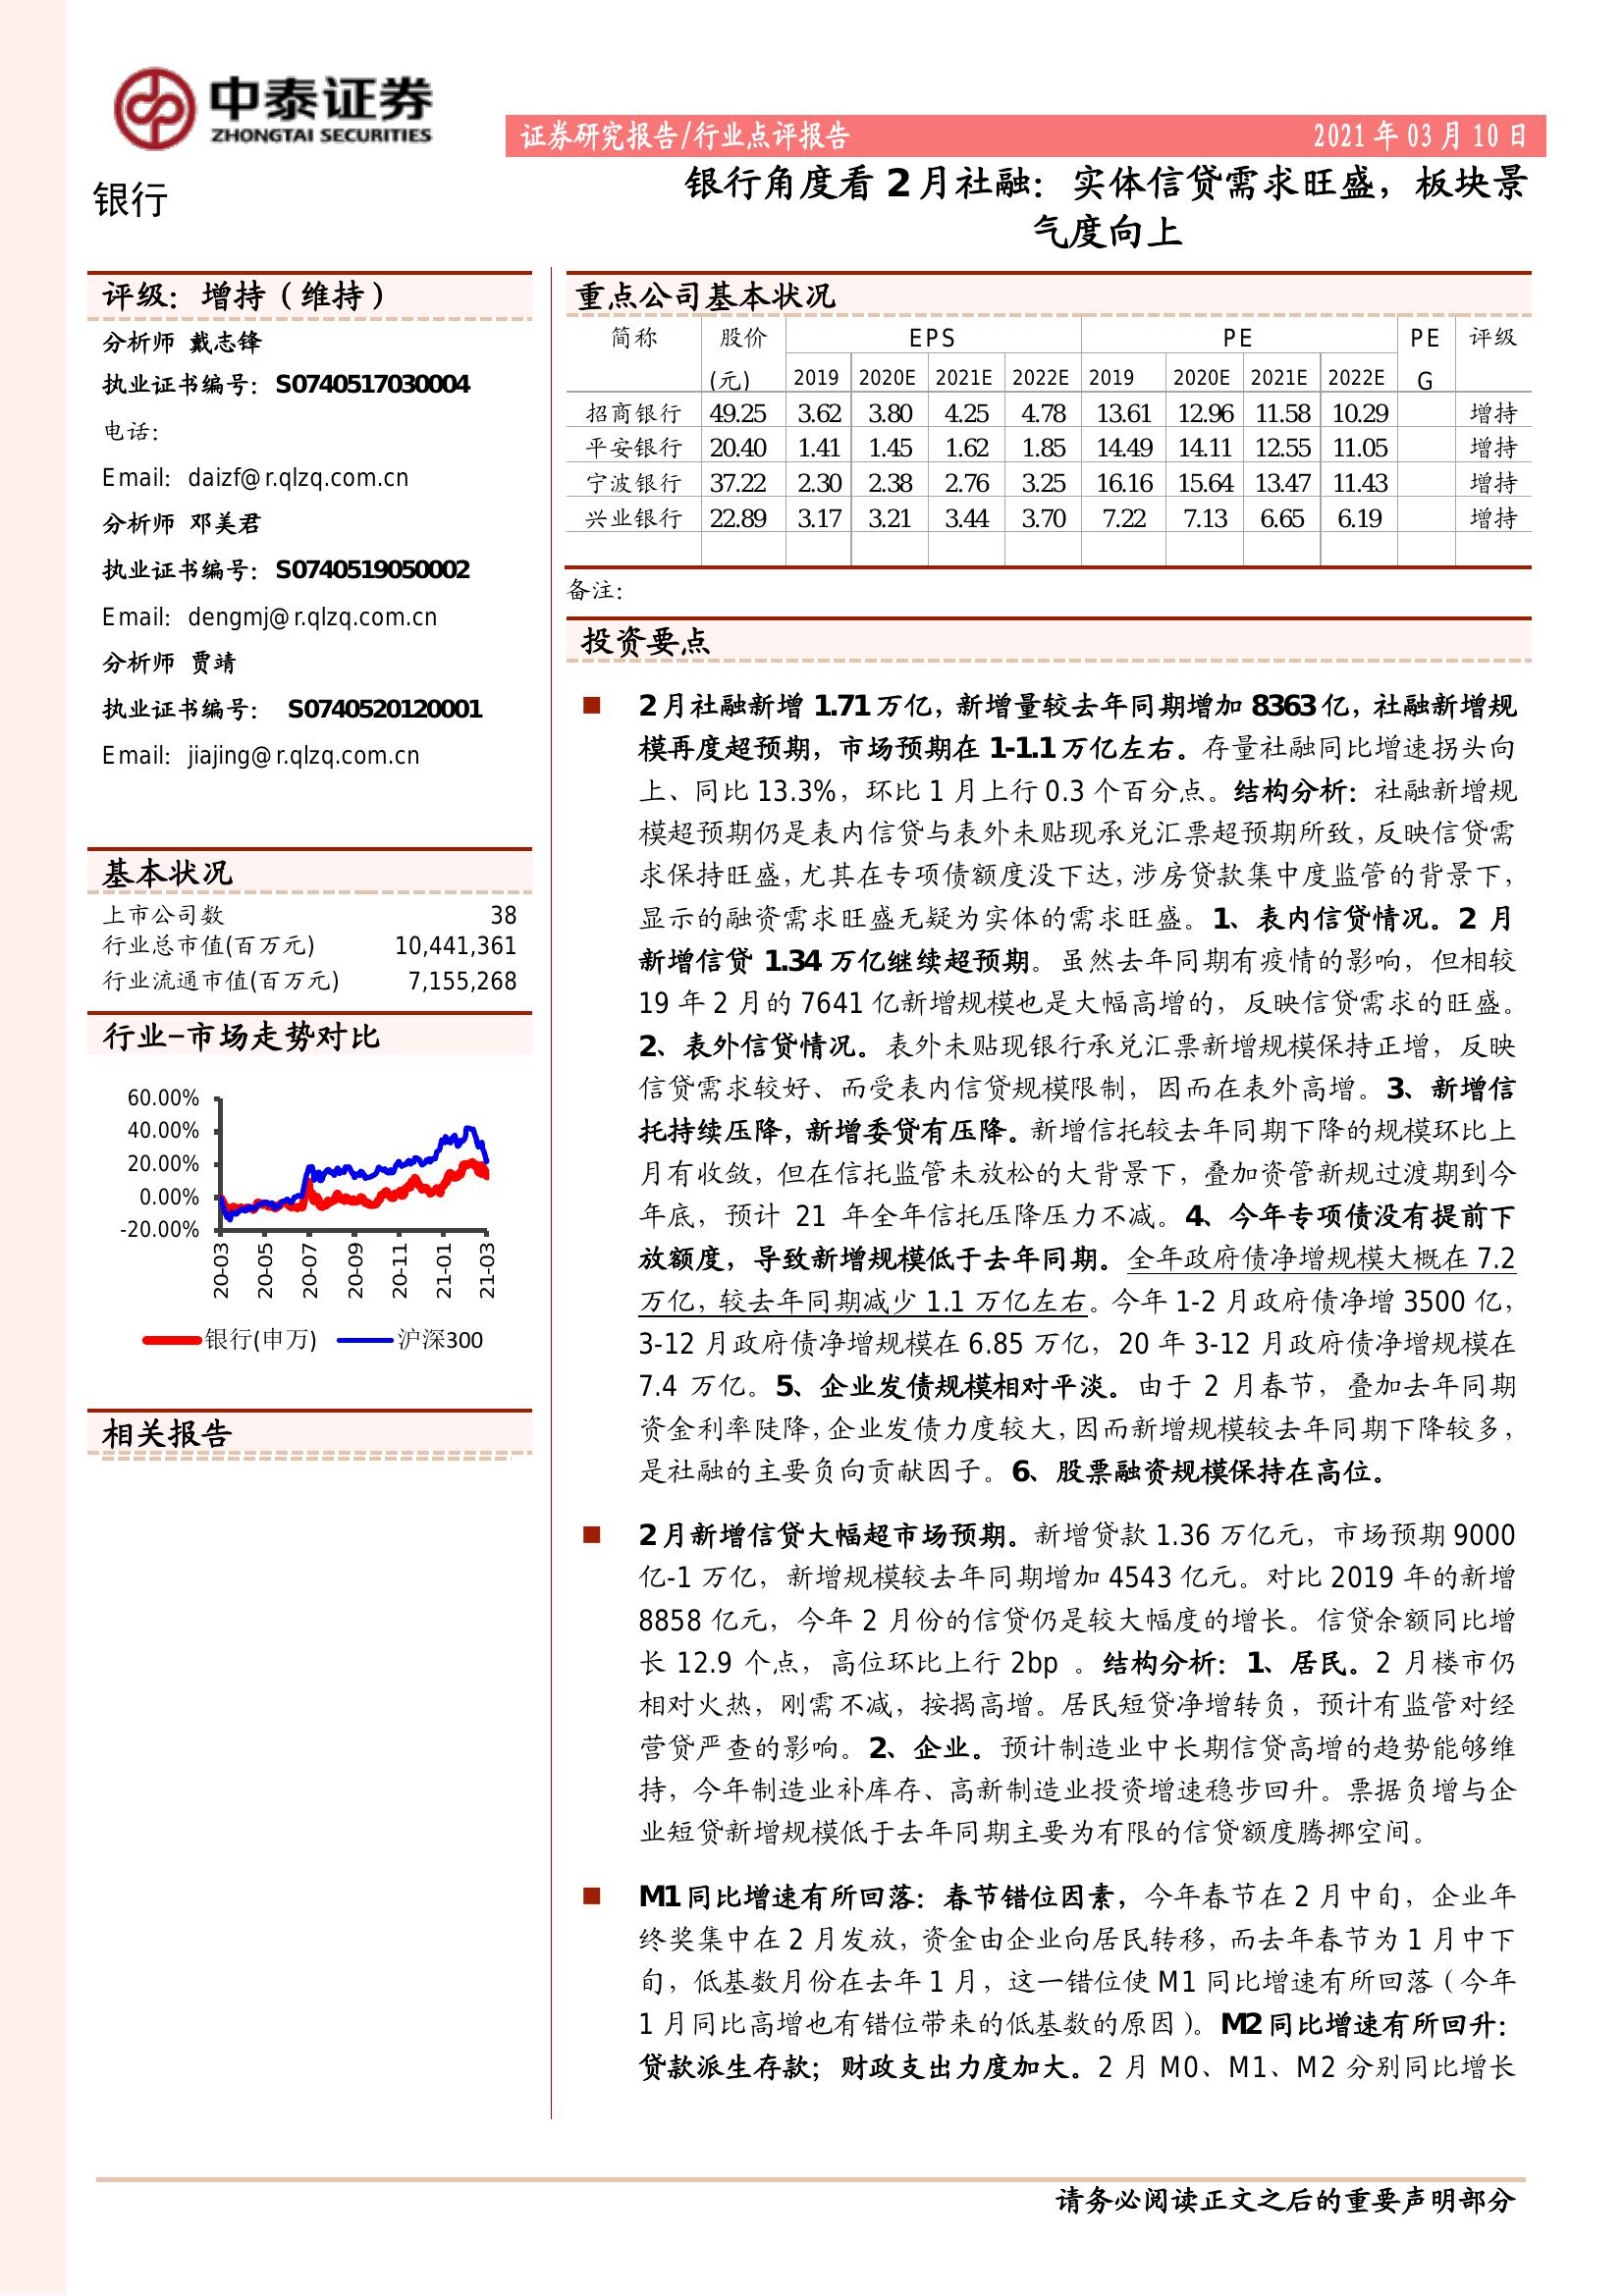 中泰证券
ZHONGTAI SECURITIES
证券研究报告/行业点评报告 2021 年 03 月 10 日
银行
银行角度看 2 月社融：实体信贷需求旺盛，板块景
气度向上
评级：增持（维持）
分析师 戴志锋
执业证书编号：S0740517030004
电话：
Email：daizf@r.qlzq.com.cn
分析师 邓美君
执业证书编号：S0740519050002
Email：dengmj@r.qlzq.com.cn
分析师 贾靖
执业证书编号： S0740520120001
Email：jiajing@r.qlzq.com.cn
基本状况
上市公司数 38
行业总市值(百万元) 10,441,361
行业流通市值(百万元) 7,155,268
行业-市场走势对比
60.00%
40.00%
20.00%
0.00%
-20.00%
20-03 20-05 20-07 20-09 20-11 21-01 21-03
银行(申万) 沪深300
相关报告
重点公司基本状况
简称 股价 EPS PE PE 评级
(元) 2019 2020E 2021E 2022E 2019 2020E 2021E 2022E G
招商银行 49.25 3.62 3.80 4.25 4.78 13.61 12.96 11.58 10.29 增持
平安银行 20.40 1.41 1.45 1.62 1.85 14.49 14.11 12.55 11.05 增持
宁波银行 37.22 2.30 2.38 2.76 3.25 16.16 15.64 13.47 11.43 增持
兴业银行 22.89 3.17 3.21 3.44 3.70 7.22 7.13 6.65 6.19 增持
备注：
投资要点
2 月社融新增 1.71 万亿，新增量较去年同期增加 8363 亿，社融新增规
模再度超预期，市场预期在 1-1.1 万亿左右。存量社融同比增速拐头向
上、同比 13.3%，环比 1 月上行 0.3 个百分点。结构分析：社融新增规
模超预期仍是表内信贷与表外未贴现承兑汇票超预期所致，反映信贷需
求保持旺盛，尤其在专项债额度没下达，涉房贷款集中度监管的背景下，
显示的融资需求旺盛无疑为实体的需求旺盛。1、表内信贷情况。2 月
新增信贷 1.34 万亿继续超预期。虽然去年同期有疫情的影响，但相较
19 年 2 月的 7641 亿新增规模也是大幅高增的，反映信贷需求的旺盛。
2、表外信贷情况。表外未贴现银行承兑汇票新增规模保持正增，反映
信贷需求较好、而受表内信贷规模限制，因而在表外高增。3、新增信
托持续压降，新增委贷有压降。新增信托较去年同期下降的规模环比上
月有收敛，但在信托监管未放松的大背景下，叠加资管新规过渡期到今
年底，预计 21 年全年信托压降压力不减。4、今年专项债没有提前下
放额度，导致新增规模低于去年同期。全年政府债净增规模大概在 7.2
万亿，较去年同期减少 1.1 万亿左右。今年 1-2 月政府债净增 3500 亿，
3-12 月政府债净增规模在 6.85 万亿，20 年 3-12 月政府债净增规模在
7.4 万亿。5、企业发债规模相对平淡。由于 2 月春节，叠加去年同期
资金利率陡降，企业发债力度较大，因而新增规模较去年同期下降较多，
是社融的主要负向贡献因子。6、股票融资规模保持在高位。
2 月新增信贷大幅超市场预期。新增贷款 1.36 万亿元，市场预期 9000
亿-1 万亿，新增规模较去年同期增加 4543 亿元。对比 2019 年的新增
8858 亿元，今年 2 月份的信贷仍是较大幅度的增长。信贷余额同比增
长 12.9 个点，高位环比上行 2bp 。结构分析：1、居民。2 月楼市仍
相对火热，刚需不减，按揭高增。居民短贷净增转负，预计有监管对经
营贷严查的影响。2、企业。预计制造业中长期信贷高增的趋势能够维
持，今年制造业补库存、高新制造业投资增速稳步回升。票据负增与企
业短贷新增规模低于去年同期主要为有限的信贷额度腾挪空间。
M1 同比增速有所回落：春节错位因素，今年春节在 2 月中旬，企业年
终奖集中在 2 月发放，资金由企业向居民转移，而去年春节为 1 月中下
旬，低基数月份在去年 1 月，这一错位使 M1 同比增速有所回落（今年
1 月同比高增也有错位带来的低基数的原因）。M2 同比增速有所回升：
贷款派生存款；财政支出力度加大。2 月 M0、M1、M2 分别同比增长
请务必阅读正文之后的重要声明部分